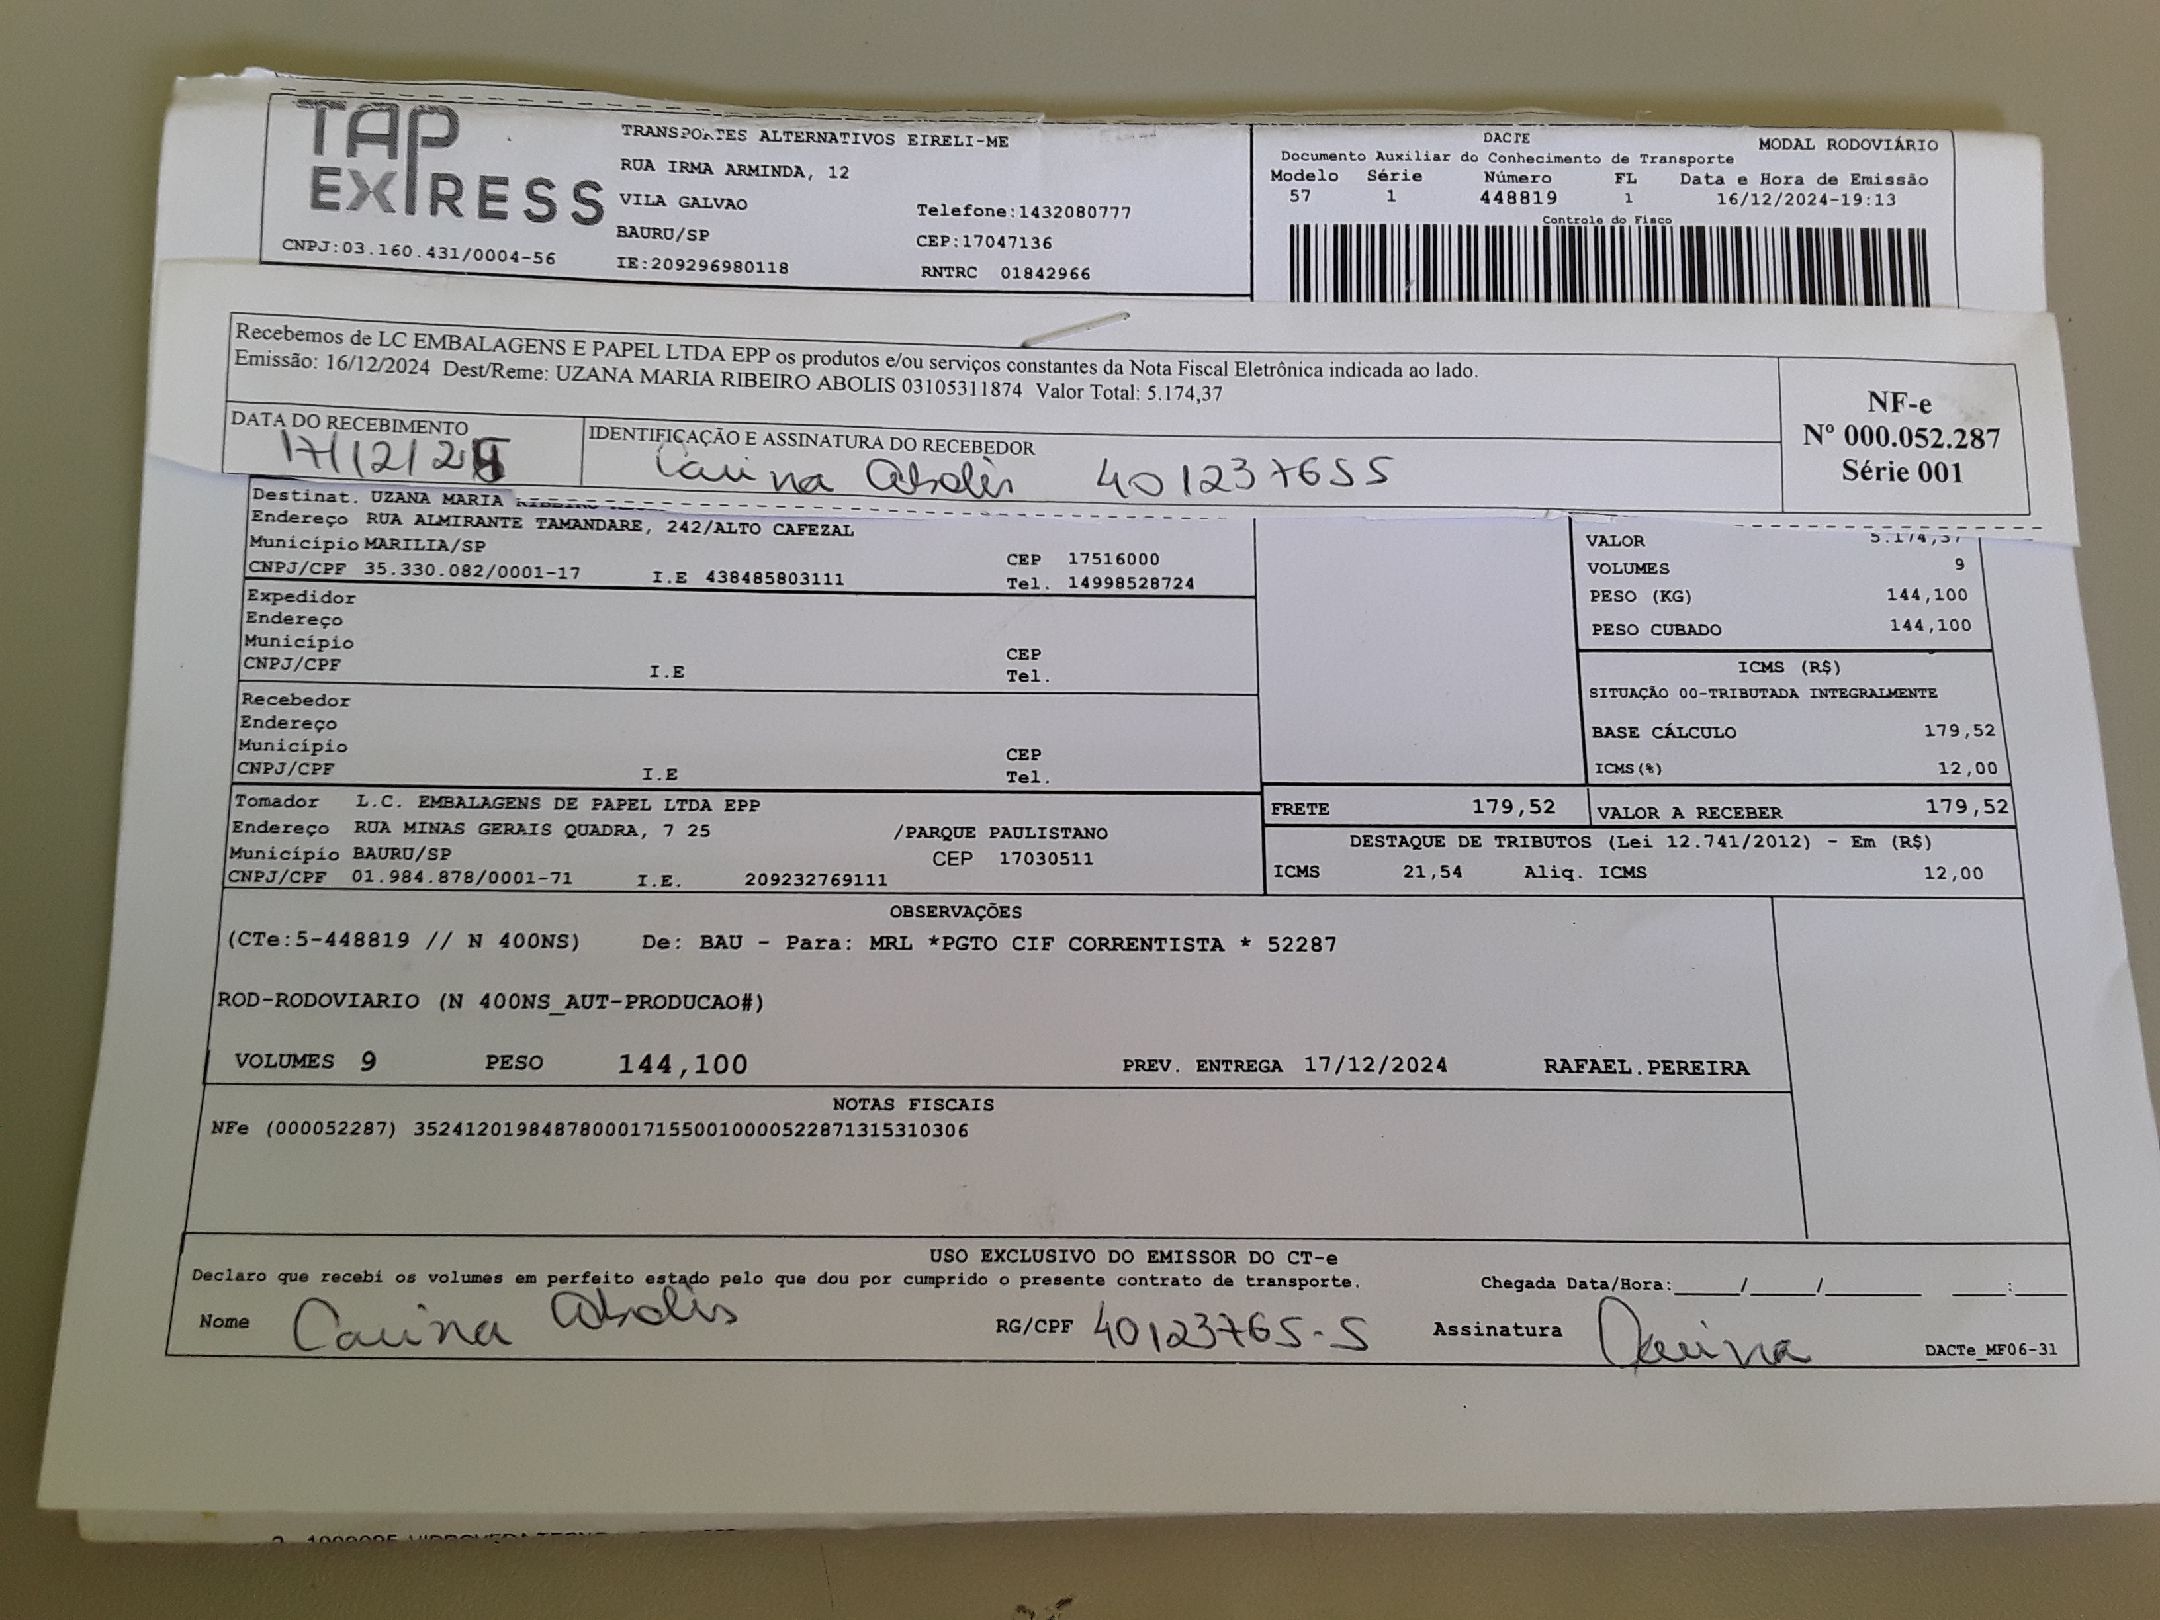 TAP EXPRESS
TRANSPORTES ALTERNATIVOS EIRELI-ME
RUA IRMA ARMINDA, 12
VILA GALVAO Telefone:1432080777
BAURU/SP CEP:17047136
CNPJ:03.160.431/0004-56 IE:209296980118 RNTRC 01842966
DACTE MODAL RODOVIÁRIO
Documento Auxiliar do Conhecimento de Transporte
Modelo Série Número FL Data e Hora de Emissão
57 1 448819 1 16/12/2024-19:13
Controle do Fisco
Recebemos de LC EMBALAGENS E PAPEL LTDA EPP os produtos e/ou serviços constantes da Nota Fiscal Eletrônica indicada ao lado.
Emissão: 16/12/2024 Dest/Reme: UZANA MARIA RIBEIRO ABOLIS 03105311874 Valor Total: 5.174,37
NF-e
Nº 000.052.287
Série 001
DATA DO RECEBIMENTO IDENTIFICAÇÃO E ASSINATURA DO RECEBEDOR
17/12/24 Carina Abolis 401237655
Destinat. UZANA MARIA RIBEIRO
Endereço RUA ALMIRANTE TAMANDARE, 242/ALTO CAFEZAL
Município MARILIA/SP CEP 17516000
CNPJ/CPF 35.330.082/0001-17 I.E 438485803111 Tel. 14998528724
VALOR 5.174,37
VOLUMES 9
PESO (KG) 144,100
PESO CUBADO 144,100
Expedidor
Endereço
Município CEP
CNPJ/CPF I.E Tel.
ICMS (R$)
SITUAÇÃO 00-TRIBUTADA INTEGRALMENTE
BASE CÁLCULO 179,52
ICMS(%) 12,00
Recebedor
Endereço
Município CEP
CNPJ/CPF I.E Tel.
Tomador L.C. EMBALAGENS DE PAPEL LTDA EPP
Endereço RUA MINAS GERAIS QUADRA, 7 25 /PARQUE PAULISTANO
Município BAURU/SP CEP 17030511
CNPJ/CPF 01.984.878/0001-71 I.E. 209232769111
FRETE 179,52 VALOR A RECEBER 179,52
DESTAQUE DE TRIBUTOS (Lei 12.741/2012) - Em (R$)
ICMS 21,54 Aliq. ICMS 12,00
OBSERVAÇÕES
(CTe:5-448819 // N 400NS) De: BAU - Para: MRL *PGTO CIF CORRENTISTA * 52287
ROD-RODOVIARIO (N 400NS_AUT-PRODUCAO#)
VOLUMES 9 PESO 144,100 PREV. ENTREGA 17/12/2024 RAFAEL.PEREIRA
NOTAS FISCAIS
NFe (000052287) 35241201984878000171550010000522871315310306
USO EXCLUSIVO DO EMISSOR DO CT-e
Declaro que recebi os volumes em perfeito estado pelo que dou por cumprido o presente contrato de transporte. Chegada Data/Hora:_____/_____/_______ ____:____
Nome Carina Abolis RG/CPF 40123765-5 Assinatura Carina
DACTe_MF06-31